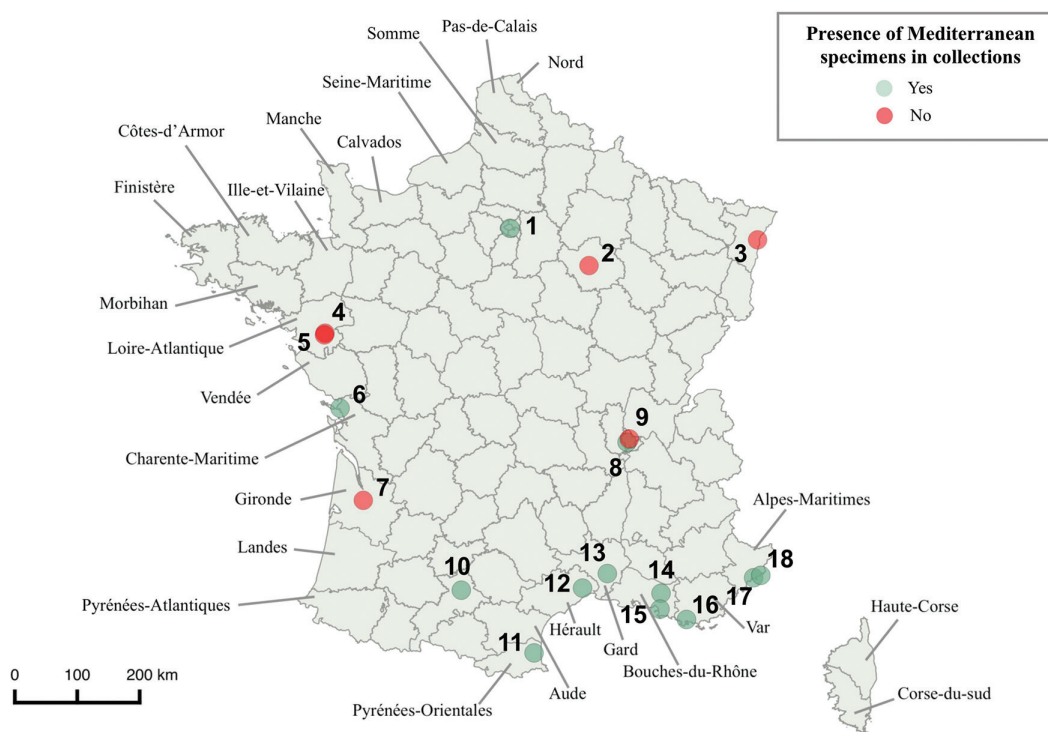 Presence of Mediterranean
specimens in collections
Yes
No
Pas-de-Calais
Somme
Nord
Seine-Maritime
Manche
Calvados
Côtes-d’Armor
Finistère
Ille-et-Vilaine
1
2
3
Morbihan
4
Loire-Atlantique
5
Vendée
6
9
Charente-Maritime
8
Gironde
7
Alpes-Maritimes
Landes
10
13
14
18
12
17
Pyrénées-Atlantiques
15
16
Haute-Corse
Hérault
Var
11
Gard
Bouches-du-Rhône
0
100
200 km
Aude
Corse-du-sud
Pyrénées-Orientales